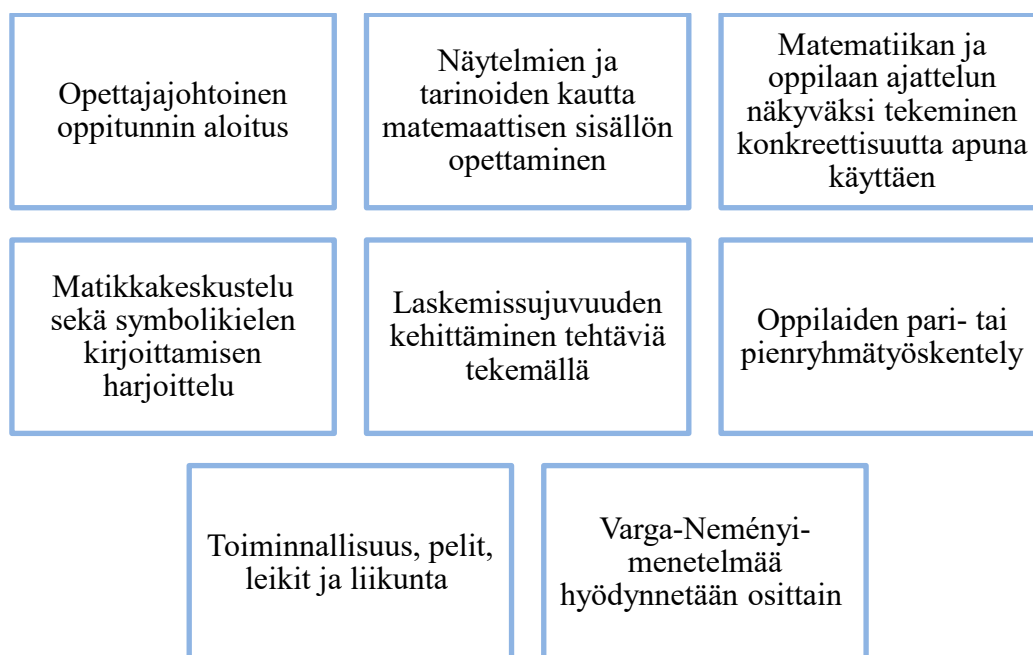 Opettajajohtoinen
oppitunnin aloitus
Näytelmien ja
tarinoiden kautta
matemaattisen sisällön
opettaminen
Matematiikan ja
oppilaan ajattelun
näkyväksi tekeminen
konkreettisuutta apuna
käyttäen
Matikkakeskustelu
sekä symbolikielen
kirjoittamisen
harjoittelu
Laskemissujuvuuden
kehittäminen tehtäviä
tekemällä
Oppilaiden pari- tai
pienryhmätyöskentely
Toiminnallisuus, pelit,
leikit ja liikunta
Varga-Neményi-
menetelmää
hyödynnetään osittain